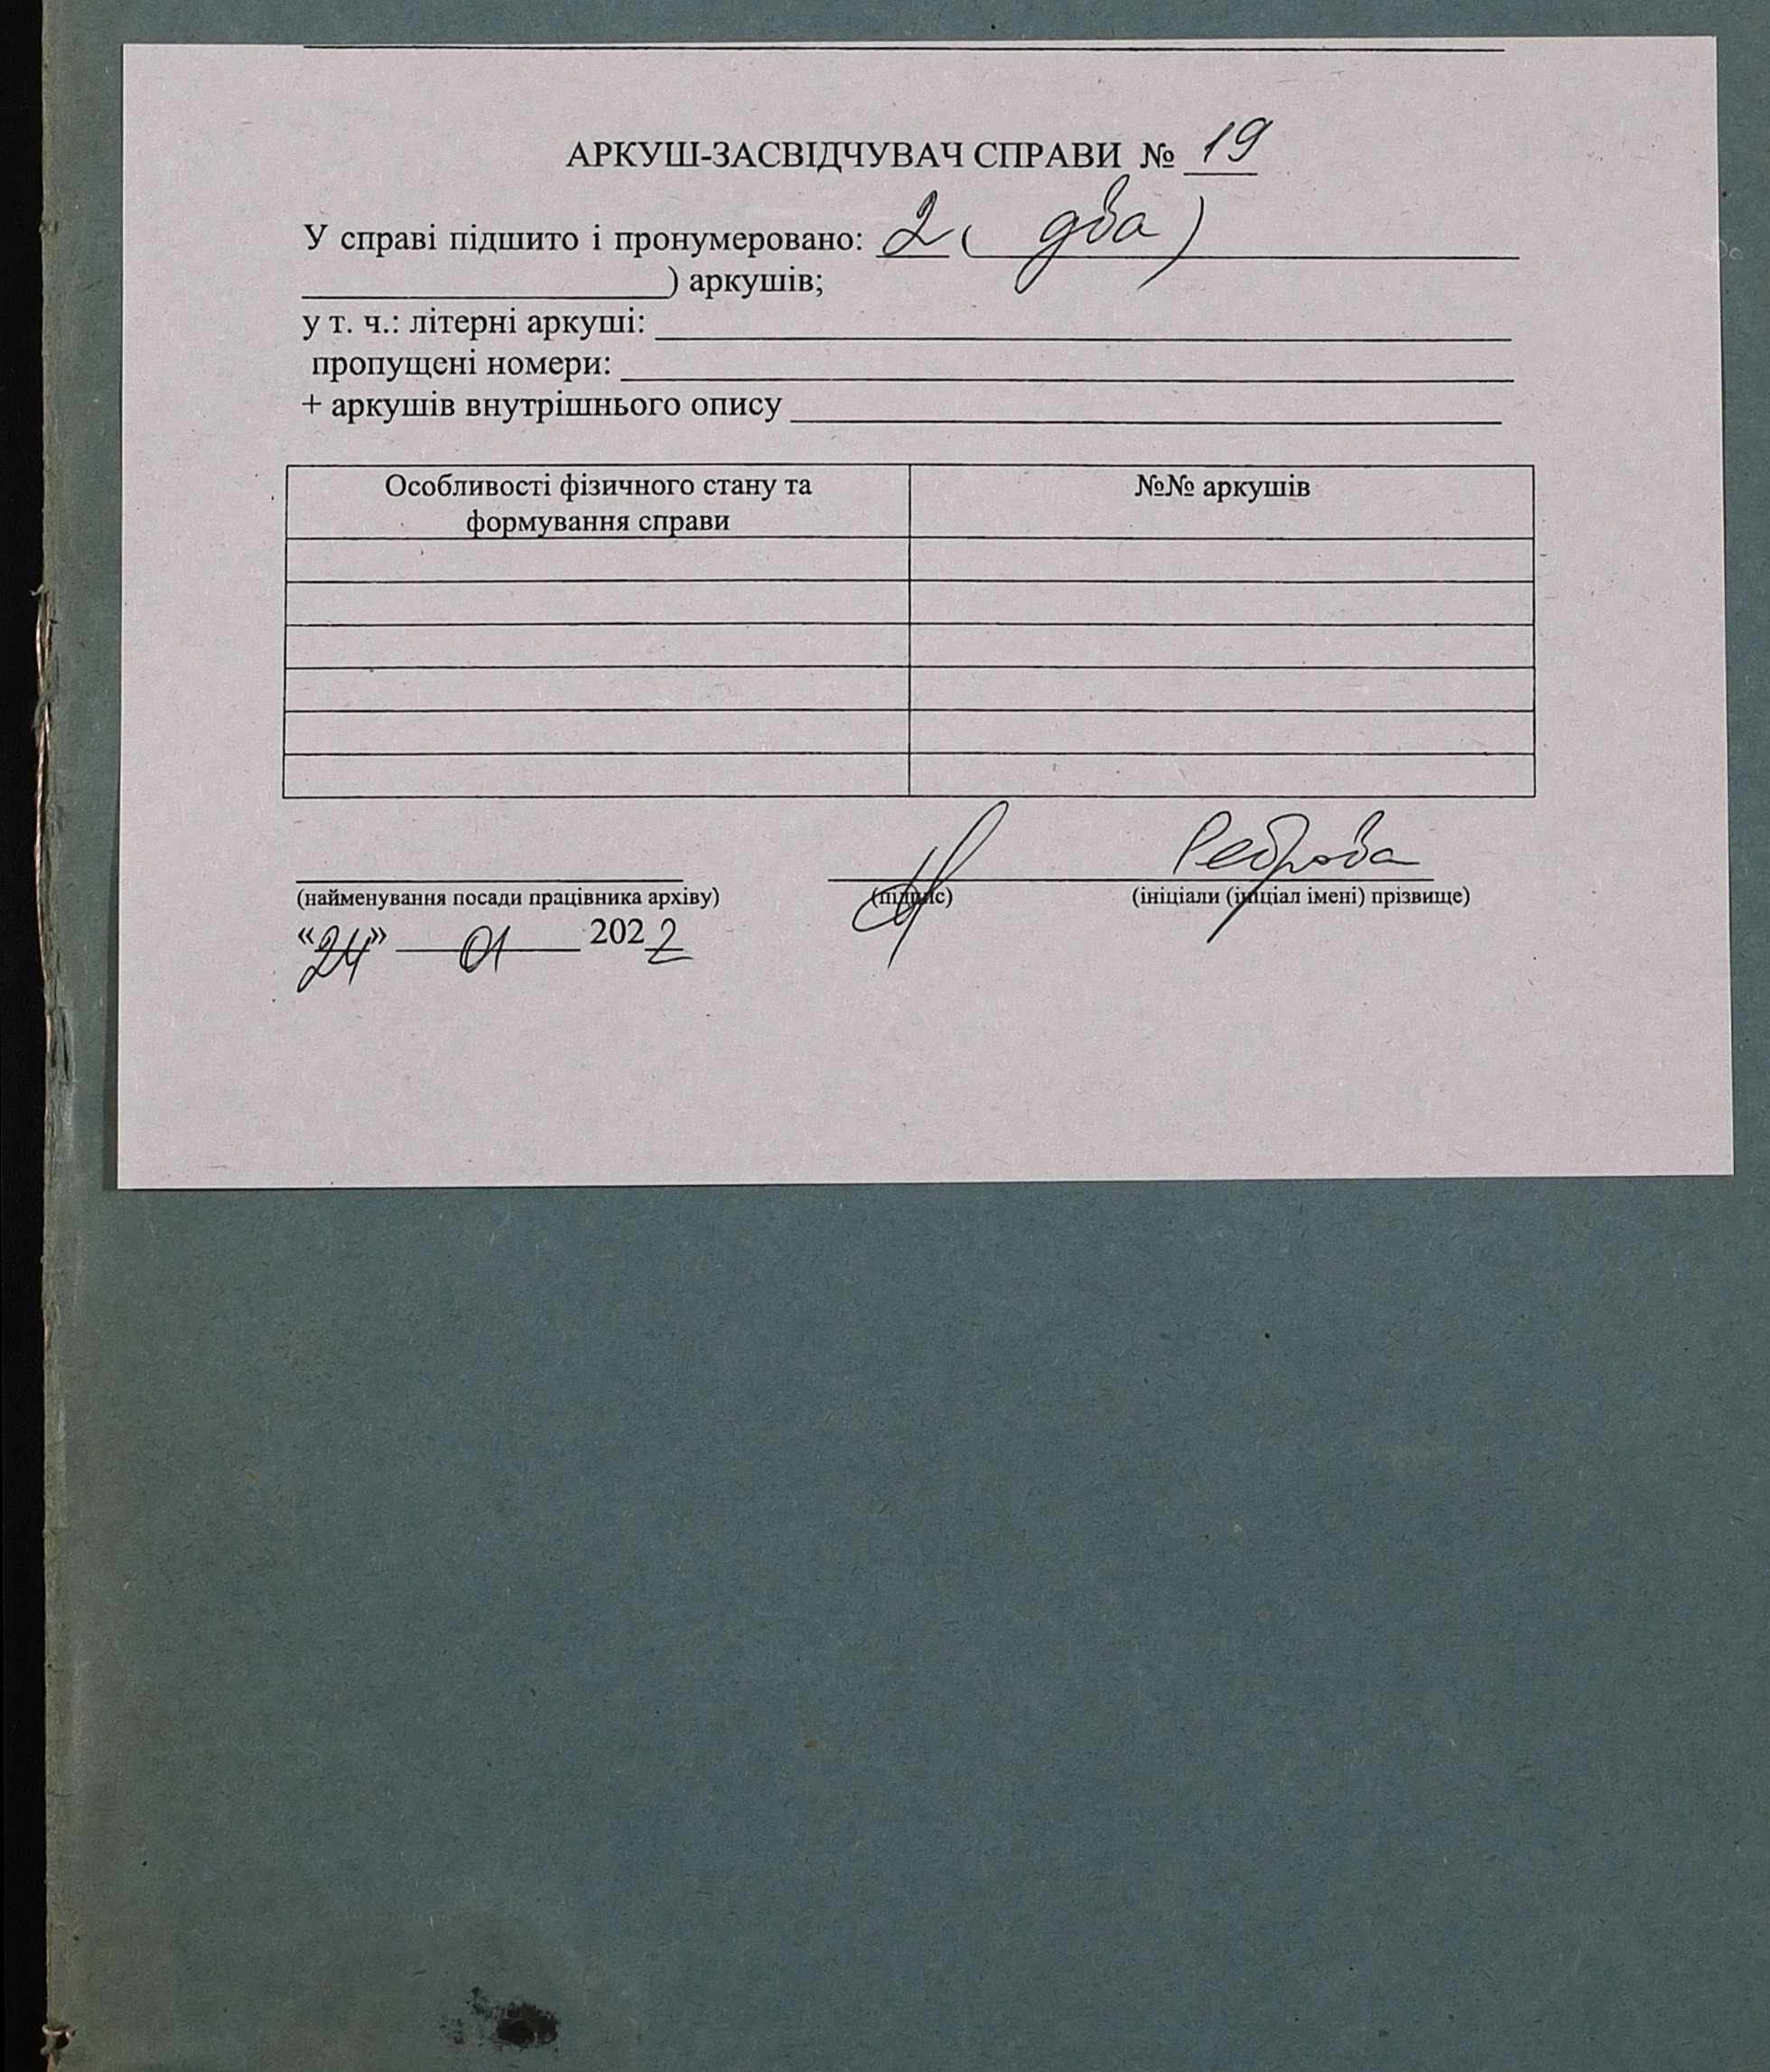 АРКУШ-ЗАСВІДЧУВАЧ СПРАВИ № 19
У справі підшито і пронумеровано: 2 ( два )
) аркушів;
у т. ч.: літерні аркуші:
пропущені номери:
+ аркушів внутрішнього опису
Особливості фізичного стану та
формування справи
№№ аркушів
Реброва
(найменування посади працівника архіву) (підпис) (ініціали (ініціал імені) прізвище)
«24» 01 2022